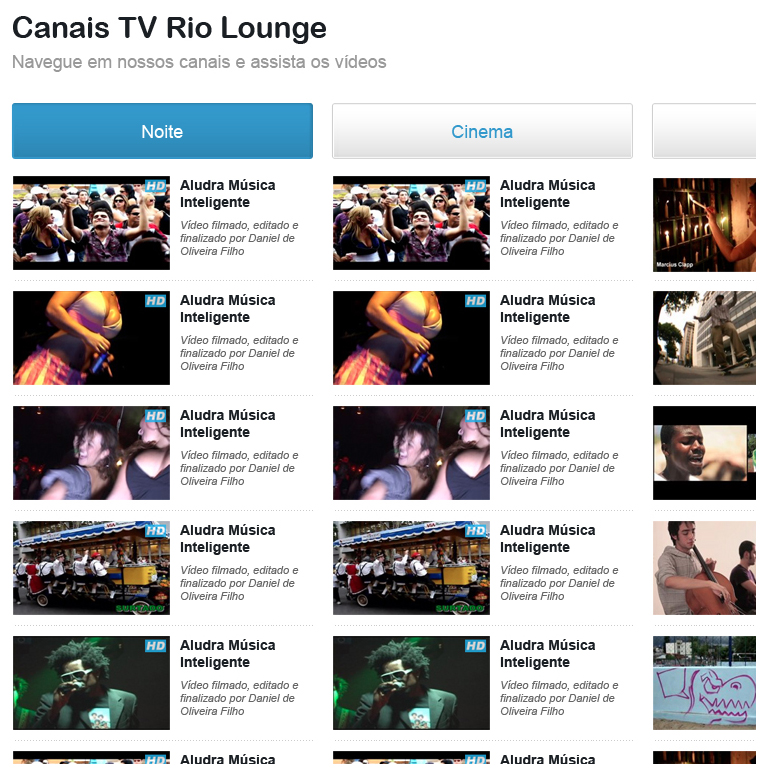 Canais TV Rio Lounge
Navegue em nossos canais e assista os vídeos
Noite
Cinema
HD
Aludra Música
Inteligente
Vídeo filmado, editado e
finalizado por Daniel de
Oliveira Filho
HD
Aludra Música
Inteligente
Vídeo filmado, editado e
finalizado por Daniel de
Oliveira Filho
Marcius Clapp
HD
Aludra Música
Inteligente
Vídeo filmado, editado e
finalizado por Daniel de
Oliveira Filho
HD
Aludra Música
Inteligente
Vídeo filmado, editado e
finalizado por Daniel de
Oliveira Filho
HD
Aludra Música
Inteligente
Vídeo filmado, editado e
finalizado por Daniel de
Oliveira Filho
HD
Aludra Música
Inteligente
Vídeo filmado, editado e
finalizado por Daniel de
Oliveira Filho
HD
Aludra Música
Inteligente
Vídeo filmado, editado e
finalizado por Daniel de
Oliveira Filho
HD
Aludra Música
Inteligente
Vídeo filmado, editado e
finalizado por Daniel de
Oliveira Filho
HD
Aludra Música
Inteligente
Vídeo filmado, editado e
finalizado por Daniel de
Oliveira Filho
HD
Aludra Música
Inteligente
Vídeo filmado, editado e
finalizado por Daniel de
Oliveira Filho
HD
Aludra Música
HD
Aludra Música